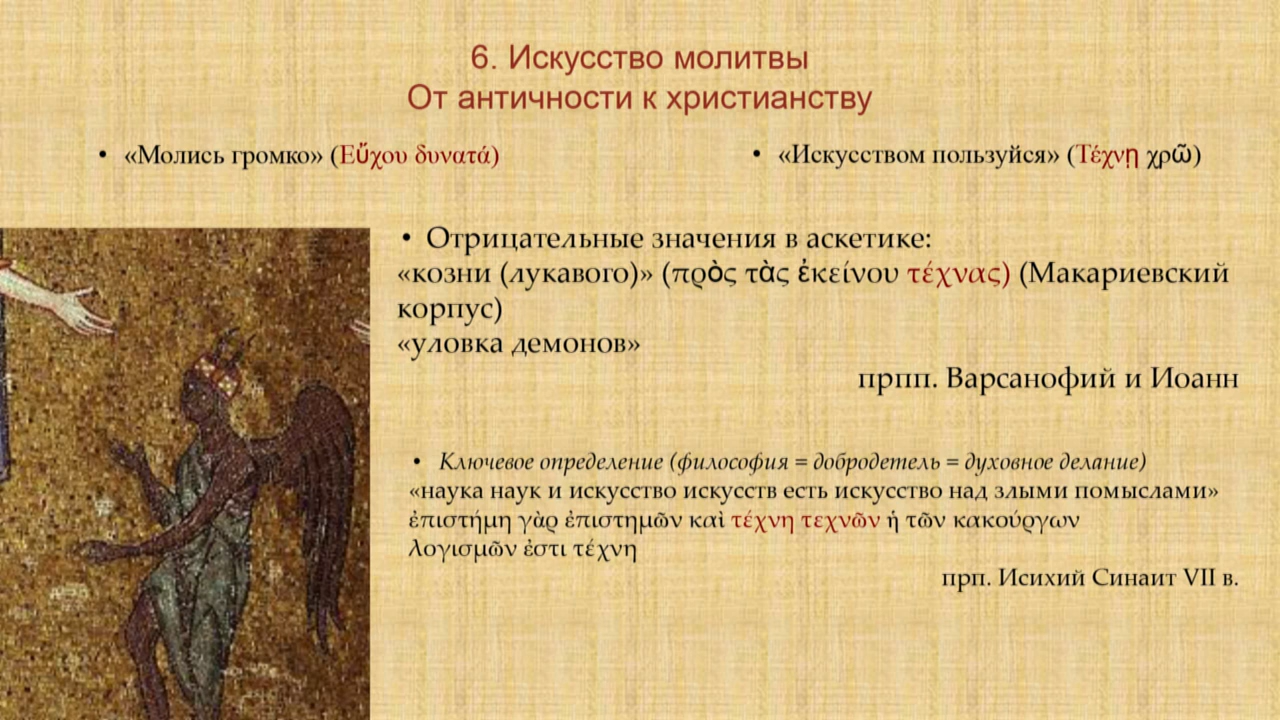 6. Искусство молитвы
От античности к христианству
• «Молись громко» (Εὔχου δυνατά)
• «Искусством пользуйся» (Τέχνῃ χρῶ)
• Отрицательные значения в аскетике:
«козни (лукавого)» (πρὸς τὰς ἐκείνου τέχνας) (Макариевский
корпус)
«уловка демонов»
прпп. Варсанофий и Иоанн
• Ключевое определение (философия = добродетель = духовное делание)
«наука наук и искусство искусств есть искусство над злыми помыслами»
ἐπιστήμη γὰρ ἐπιστημῶν καὶ τέχνη τεχνῶν ἡ τῶν κακούργων
λογισμῶν ἐστι τέχνη
прп. Исихий Синаит VII в.